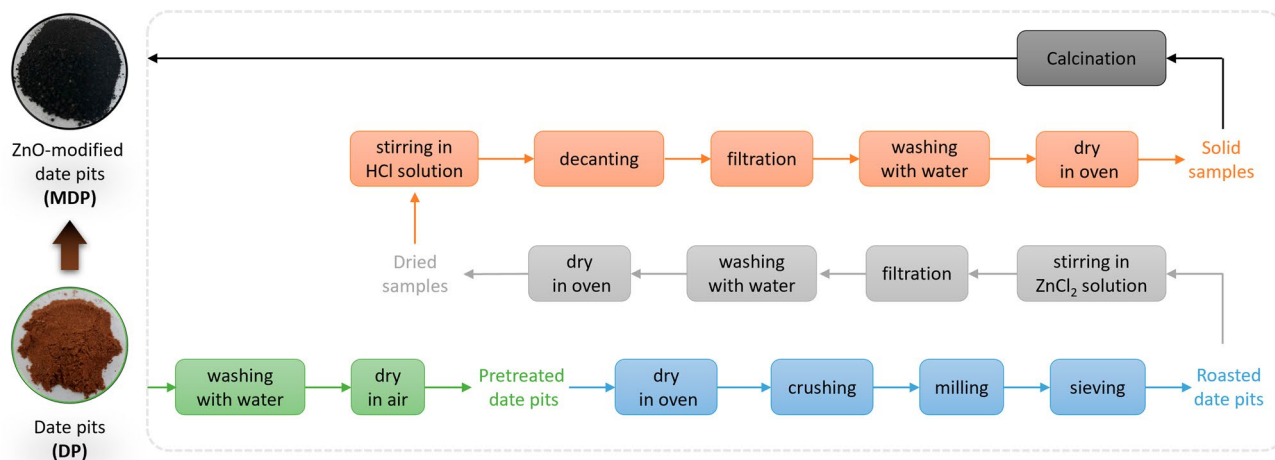 Calcination
ZnO-modified
date pits
(MDP)
stirring in
HCl solution
decanting
filtration
washing
with water
dry
in oven
Solid
samples
Dried
samples
dry
in oven
washing
with water
filtration
stirring in
ZnCl₂ solution
Date pits
(DP)
washing
with water
dry
in air
Pretreated
date pits
dry
in oven
crushing
milling
sieving
Roasted
date pits